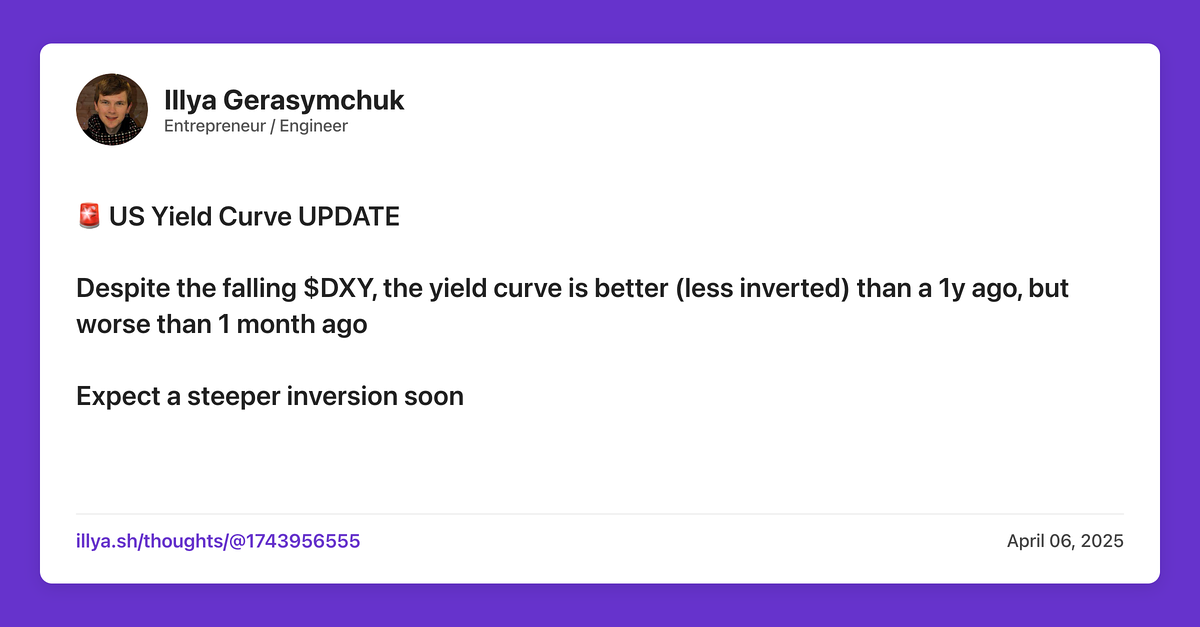 Illya Gerasymchuk
Entrepreneur / Engineer
🚨 US Yield Curve UPDATE
Despite the falling $DXY, the yield curve is better (less inverted) than a 1y ago, but
worse than 1 month ago
Expect a steeper inversion soon
illya.sh/thoughts/@1743956555
April 06, 2025